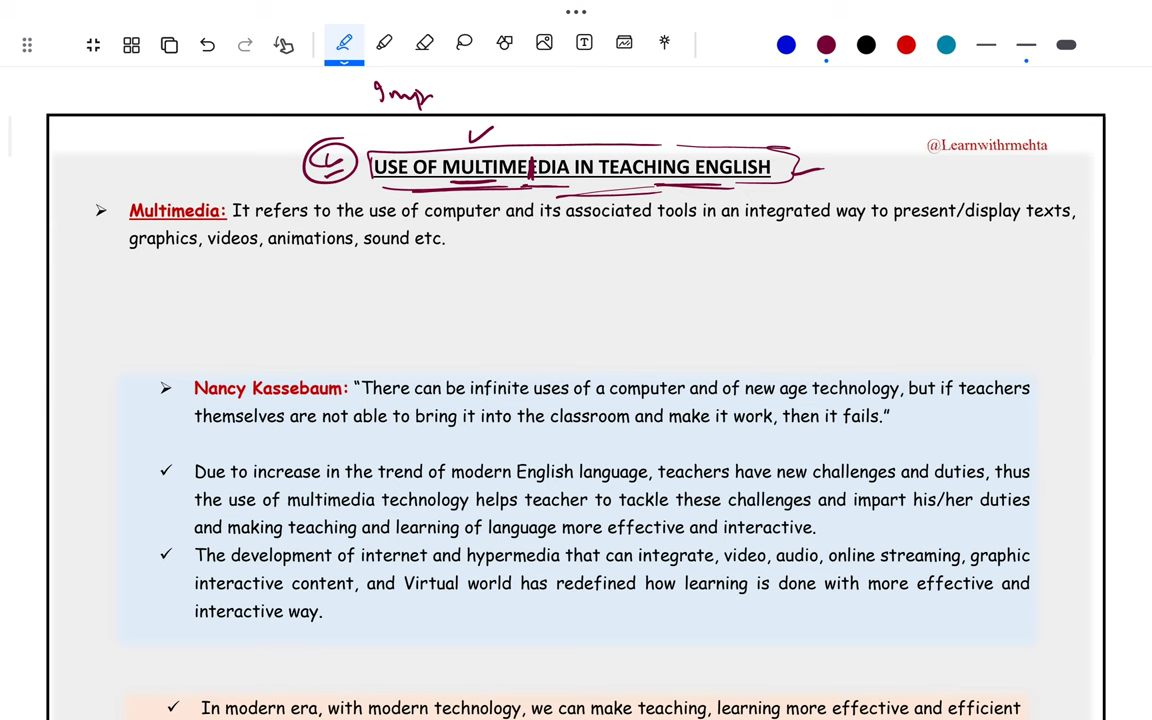 Imp
@Learnwithrmehta
USE OF MULTIMEDIA IN TEACHING ENGLISH
Multimedia: It refers to the use of computer and its associated tools in an integrated way to present/display texts,
graphics, videos, animations, sound etc.
Nancy Kassebaum: “There can be infinite uses of a computer and of new age technology, but if teachers
themselves are not able to bring it into the classroom and make it work, then it fails.”
Due to increase in the trend of modern English language, teachers have new challenges and duties, thus
the use of multimedia technology helps teacher to tackle these challenges and impart his/her duties
and making teaching and learning of language more effective and interactive.
The development of internet and hypermedia that can integrate, video, audio, online streaming, graphic
interactive content, and Virtual world has redefined how learning is done with more effective and
interactive way.
In modern era, with modern technology, we can make teaching, learning more effective and efficient